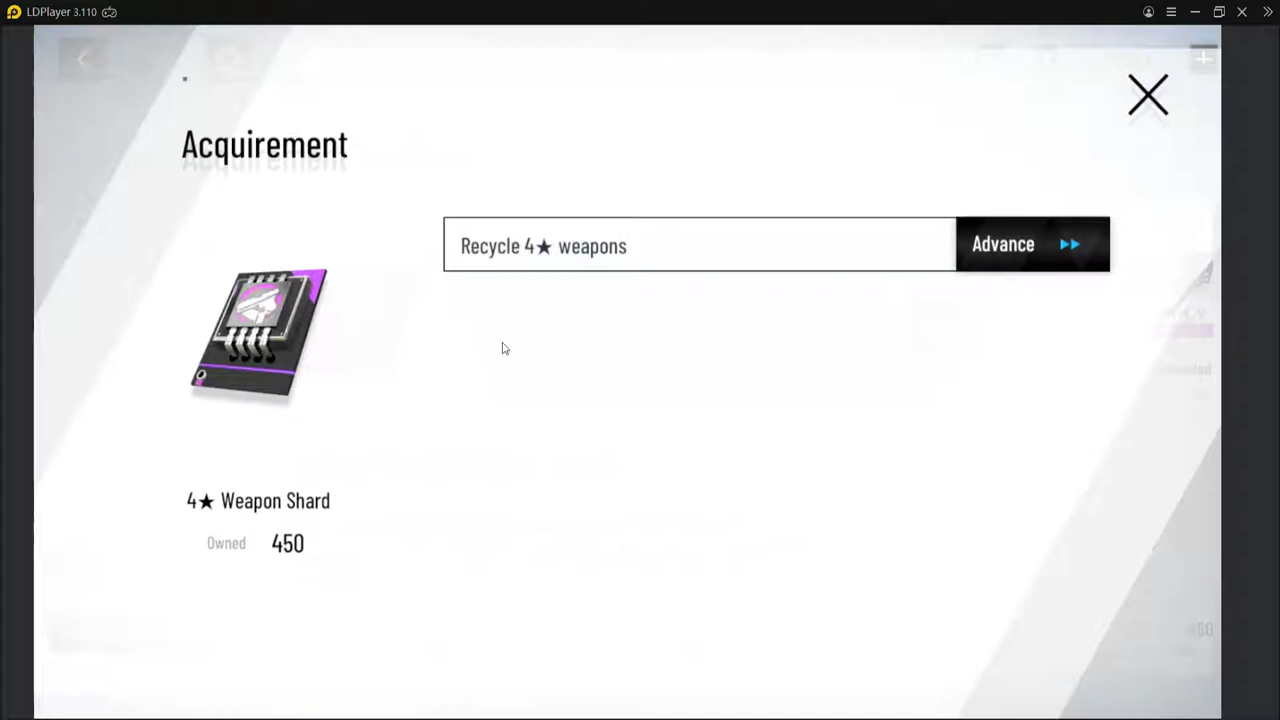 LDPlayer 3.110
Acquirement
Recycle 4★ weapons
Advance
4★ Weapon Shard
Owned 450